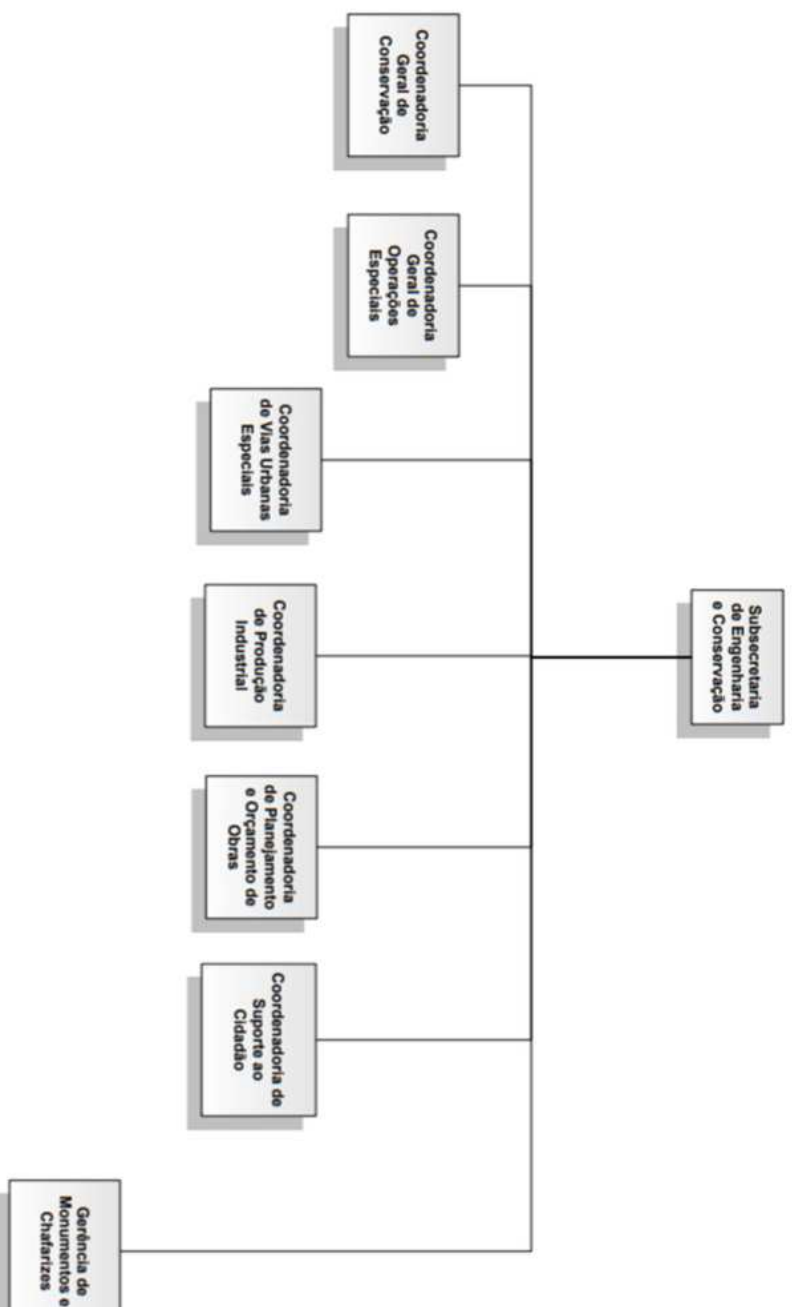 Subsecretaria
de Engenharia
e Conservação
Coordenadoria
Geral de
Conservação
Coordenadoria
Geral de
Operações
Especiais
Coordenadoria
de Vias Urbanas
Especiais
Coordenadoria
de Produção
Industrial
Coordenadoria
de Planejamento
e Orçamento de
Obras
Coordenadoria de
Suporte ao
Cidadão
Gerência de
Monumentos e
Chafarizes